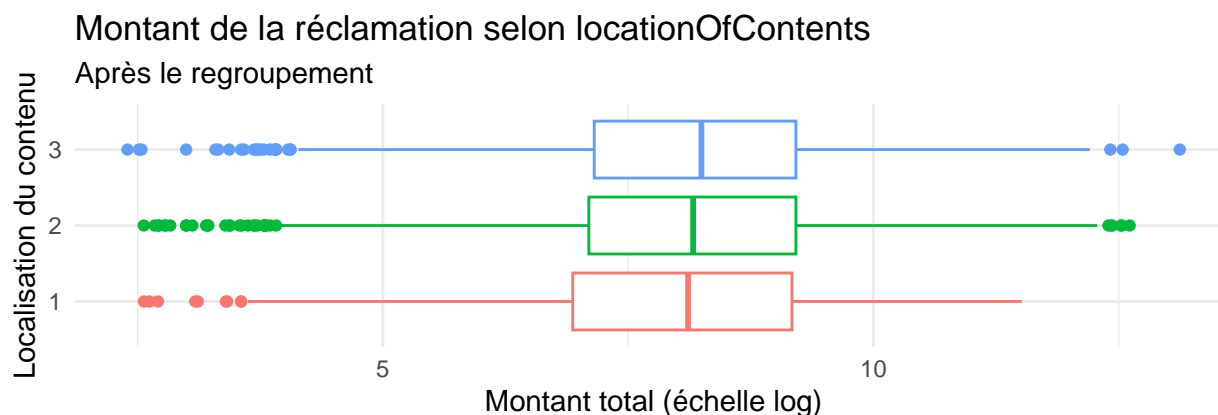 Montant de la réclamation selon locationOfContents
Après le regroupement
Localisation du contenu
3
2
1
5
10
Montant total (échelle log)